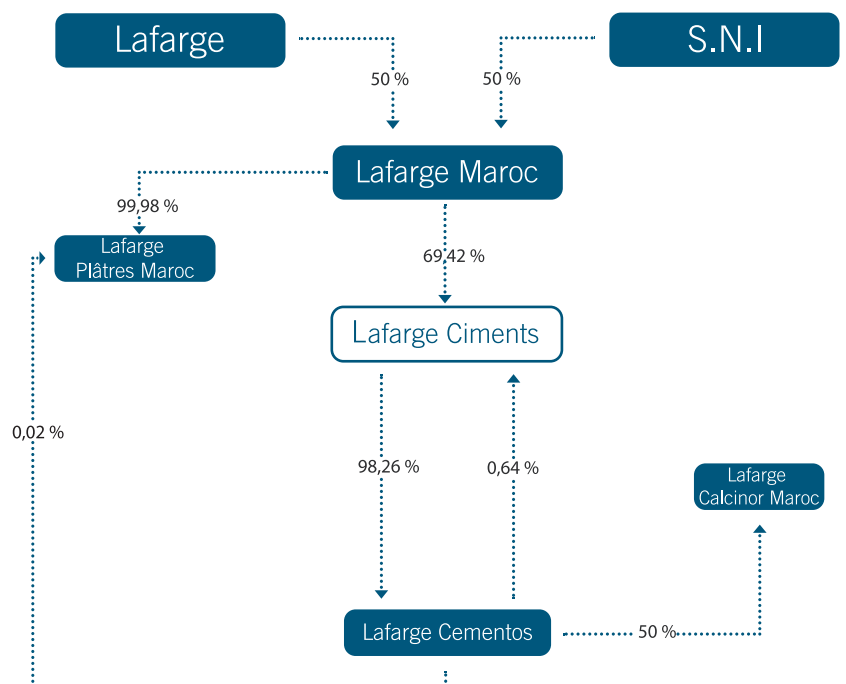 Lafarge
S.N.I
50 %
50 %
Lafarge Maroc
99,98 %
Lafarge
Plâtres Maroc
69,42 %
Lafarge Ciments
0,02 %
98,26 %
0,64 %
Lafarge
Calcinor Maroc
Lafarge Cementos
50 %